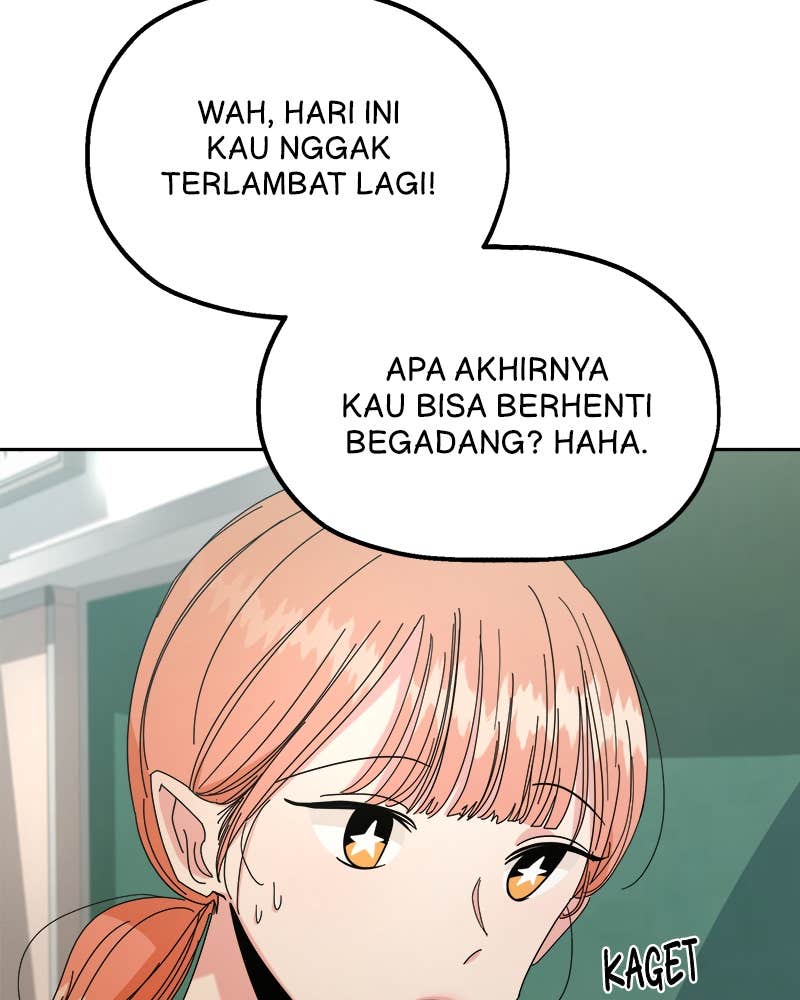 WAH, HARI INI
KAU NGGAK
TERLAMBAT LAGI!
APA AKHIRNYA
KAU BISA BERHENTI
BEGADANG? HAHA.
KAGET